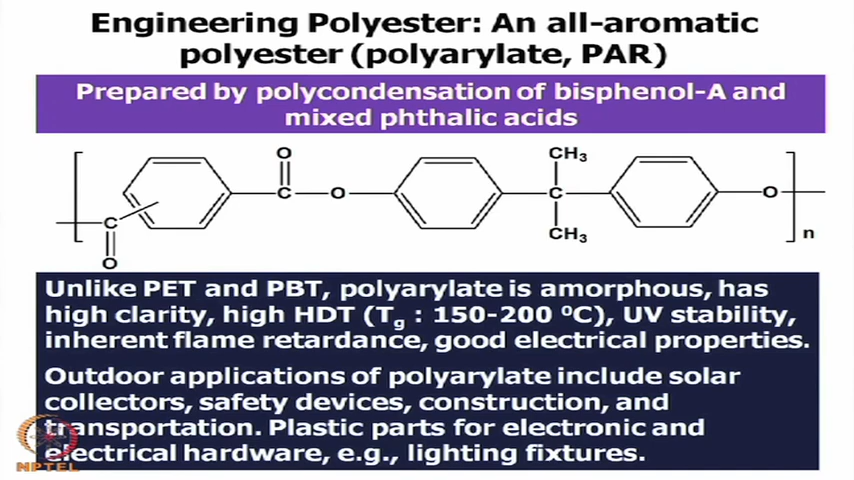 Engineering Polyester: An all-aromatic
polyester (polyarylate, PAR)
Prepared by polycondensation of bisphenol-A and
mixed phthalic acids
O CH₃
C O C O
C CH₃ n
O
Unlike PET and PBT, polyarylate is amorphous, has
high clarity, high HDT (Tg : 150-200 ⁰C), UV stability,
inherent flame retardance, good electrical properties.
Outdoor applications of polyarylate include solar
collectors, safety devices, construction, and
transportation. Plastic parts for electronic and
electrical hardware, e.g., lighting fixtures.
NPTEL